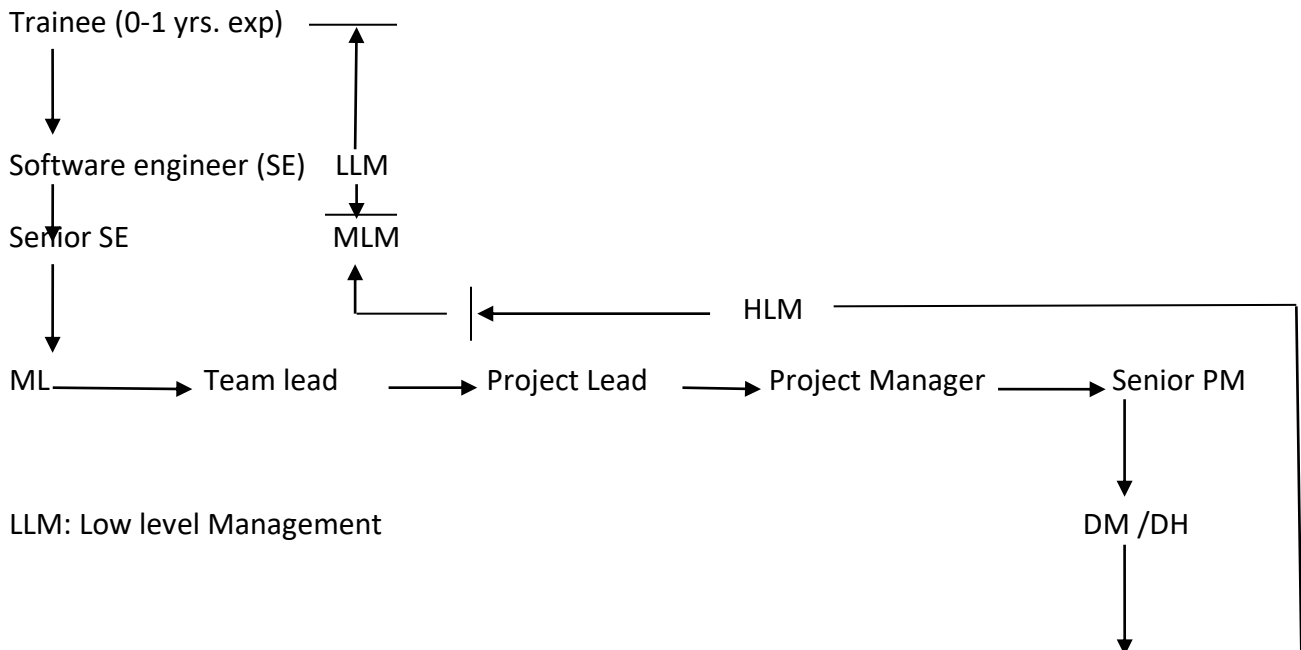 Trainee (0-1 yrs. exp)
Software engineer (SE) LLM
Senior SE MLM
HLM
ML Team lead Project Lead Project Manager Senior PM
LLM: Low level Management DM /DH